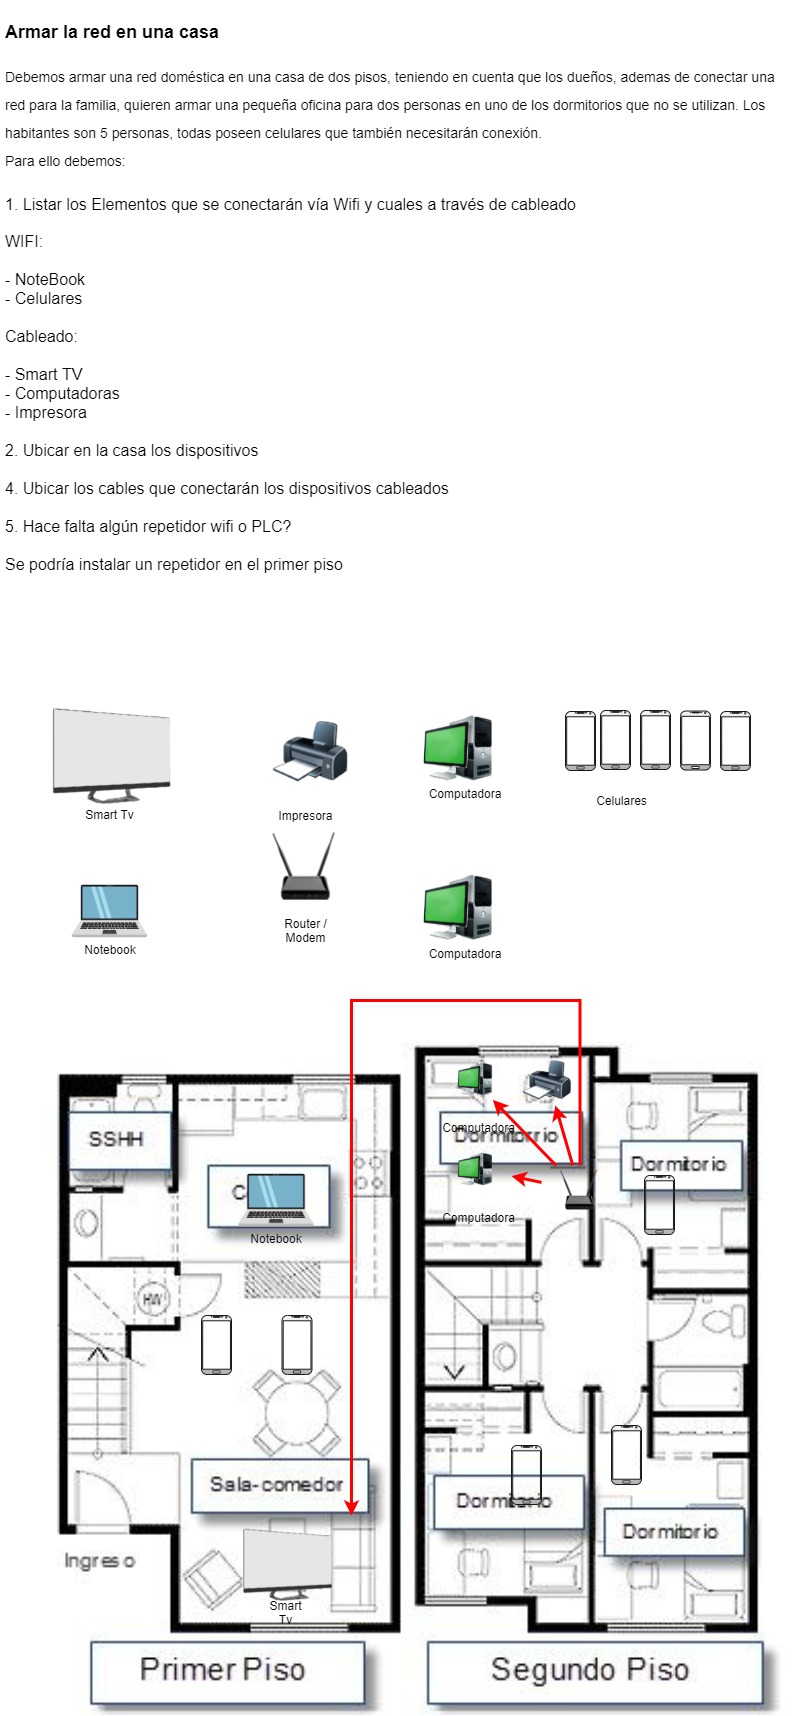 Armar la red en una casa
Debemos armar una red doméstica en una casa de dos pisos, teniendo en cuenta que los dueños, ademas de conectar una
red para la familia, quieren armar una pequeña oficina para dos personas en uno de los dormitorios que no se utilizan. Los
habitantes son 5 personas, todas poseen celulares que también necesitarán conexión.
Para ello debemos:
1. Listar los Elementos que se conectarán vía Wifi y cuales a través de cableado
WIFI:
- NoteBook
- Celulares
Cableado:
- Smart TV
- Computadoras
- Impresora
2. Ubicar en la casa los dispositivos
4. Ubicar los cables que conectarán los dispositivos cableados
5. Hace falta algún repetidor wifi o PLC?
Se podría instalar un repetidor en el primer piso
Smart Tv
Impresora
Computadora
Celulares
Notebook
Router /
Modem
Computadora
SSHH
C
Notebook
HW
Sala-comedor
Ingreso
Smart
Tv
Primer Piso
Computadora
Dormitorrio
Dormitorio
Computadora
Dormitorio
Dormitorio
Segundo Piso